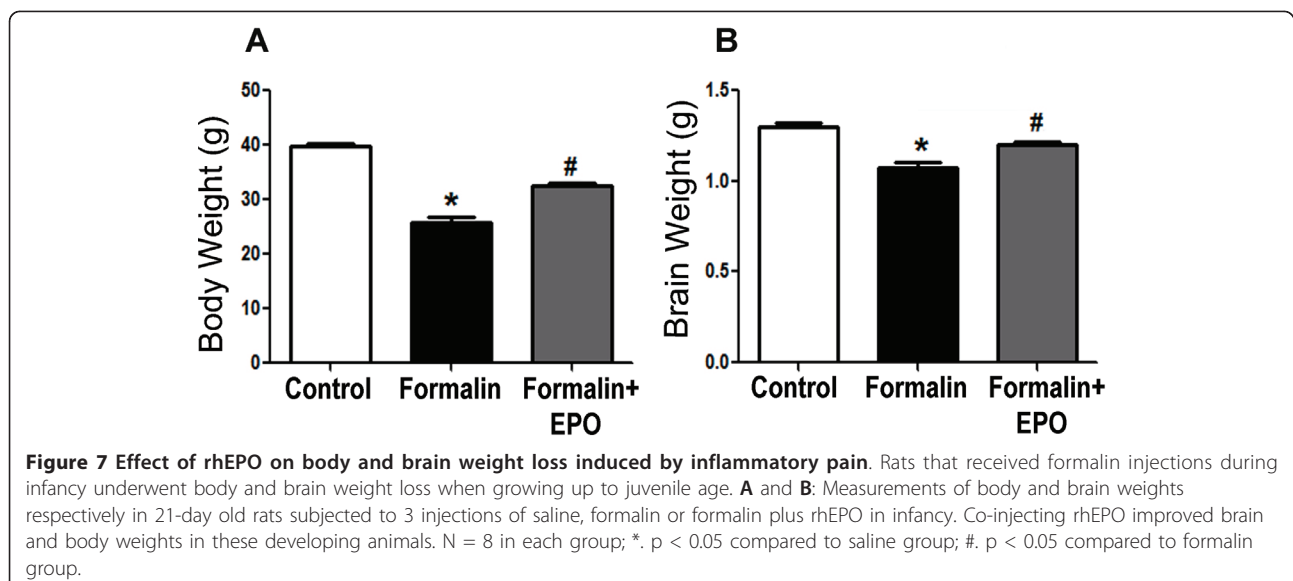 A
B
50
40
30
20
10
0
Body Weight (g)
*
#
Control Formalin Formalin+
EPO
1.5
1.0
0.5
0.0
Brain Weight (g)
*
#
Control Formalin Formalin+
EPO
Figure 7 Effect of rhEPO on body and brain weight loss induced by inflammatory pain. Rats that received formalin injections during
infancy underwent body and brain weight loss when growing up to juvenile age. A and B: Measurements of body and brain weights
respectively in 21-day old rats subjected to 3 injections of saline, formalin or formalin plus rhEPO in infancy. Co-injecting rhEPO improved brain
and body weights in these developing animals. N = 8 in each group; *. p < 0.05 compared to saline group; #. p < 0.05 compared to formalin
group.